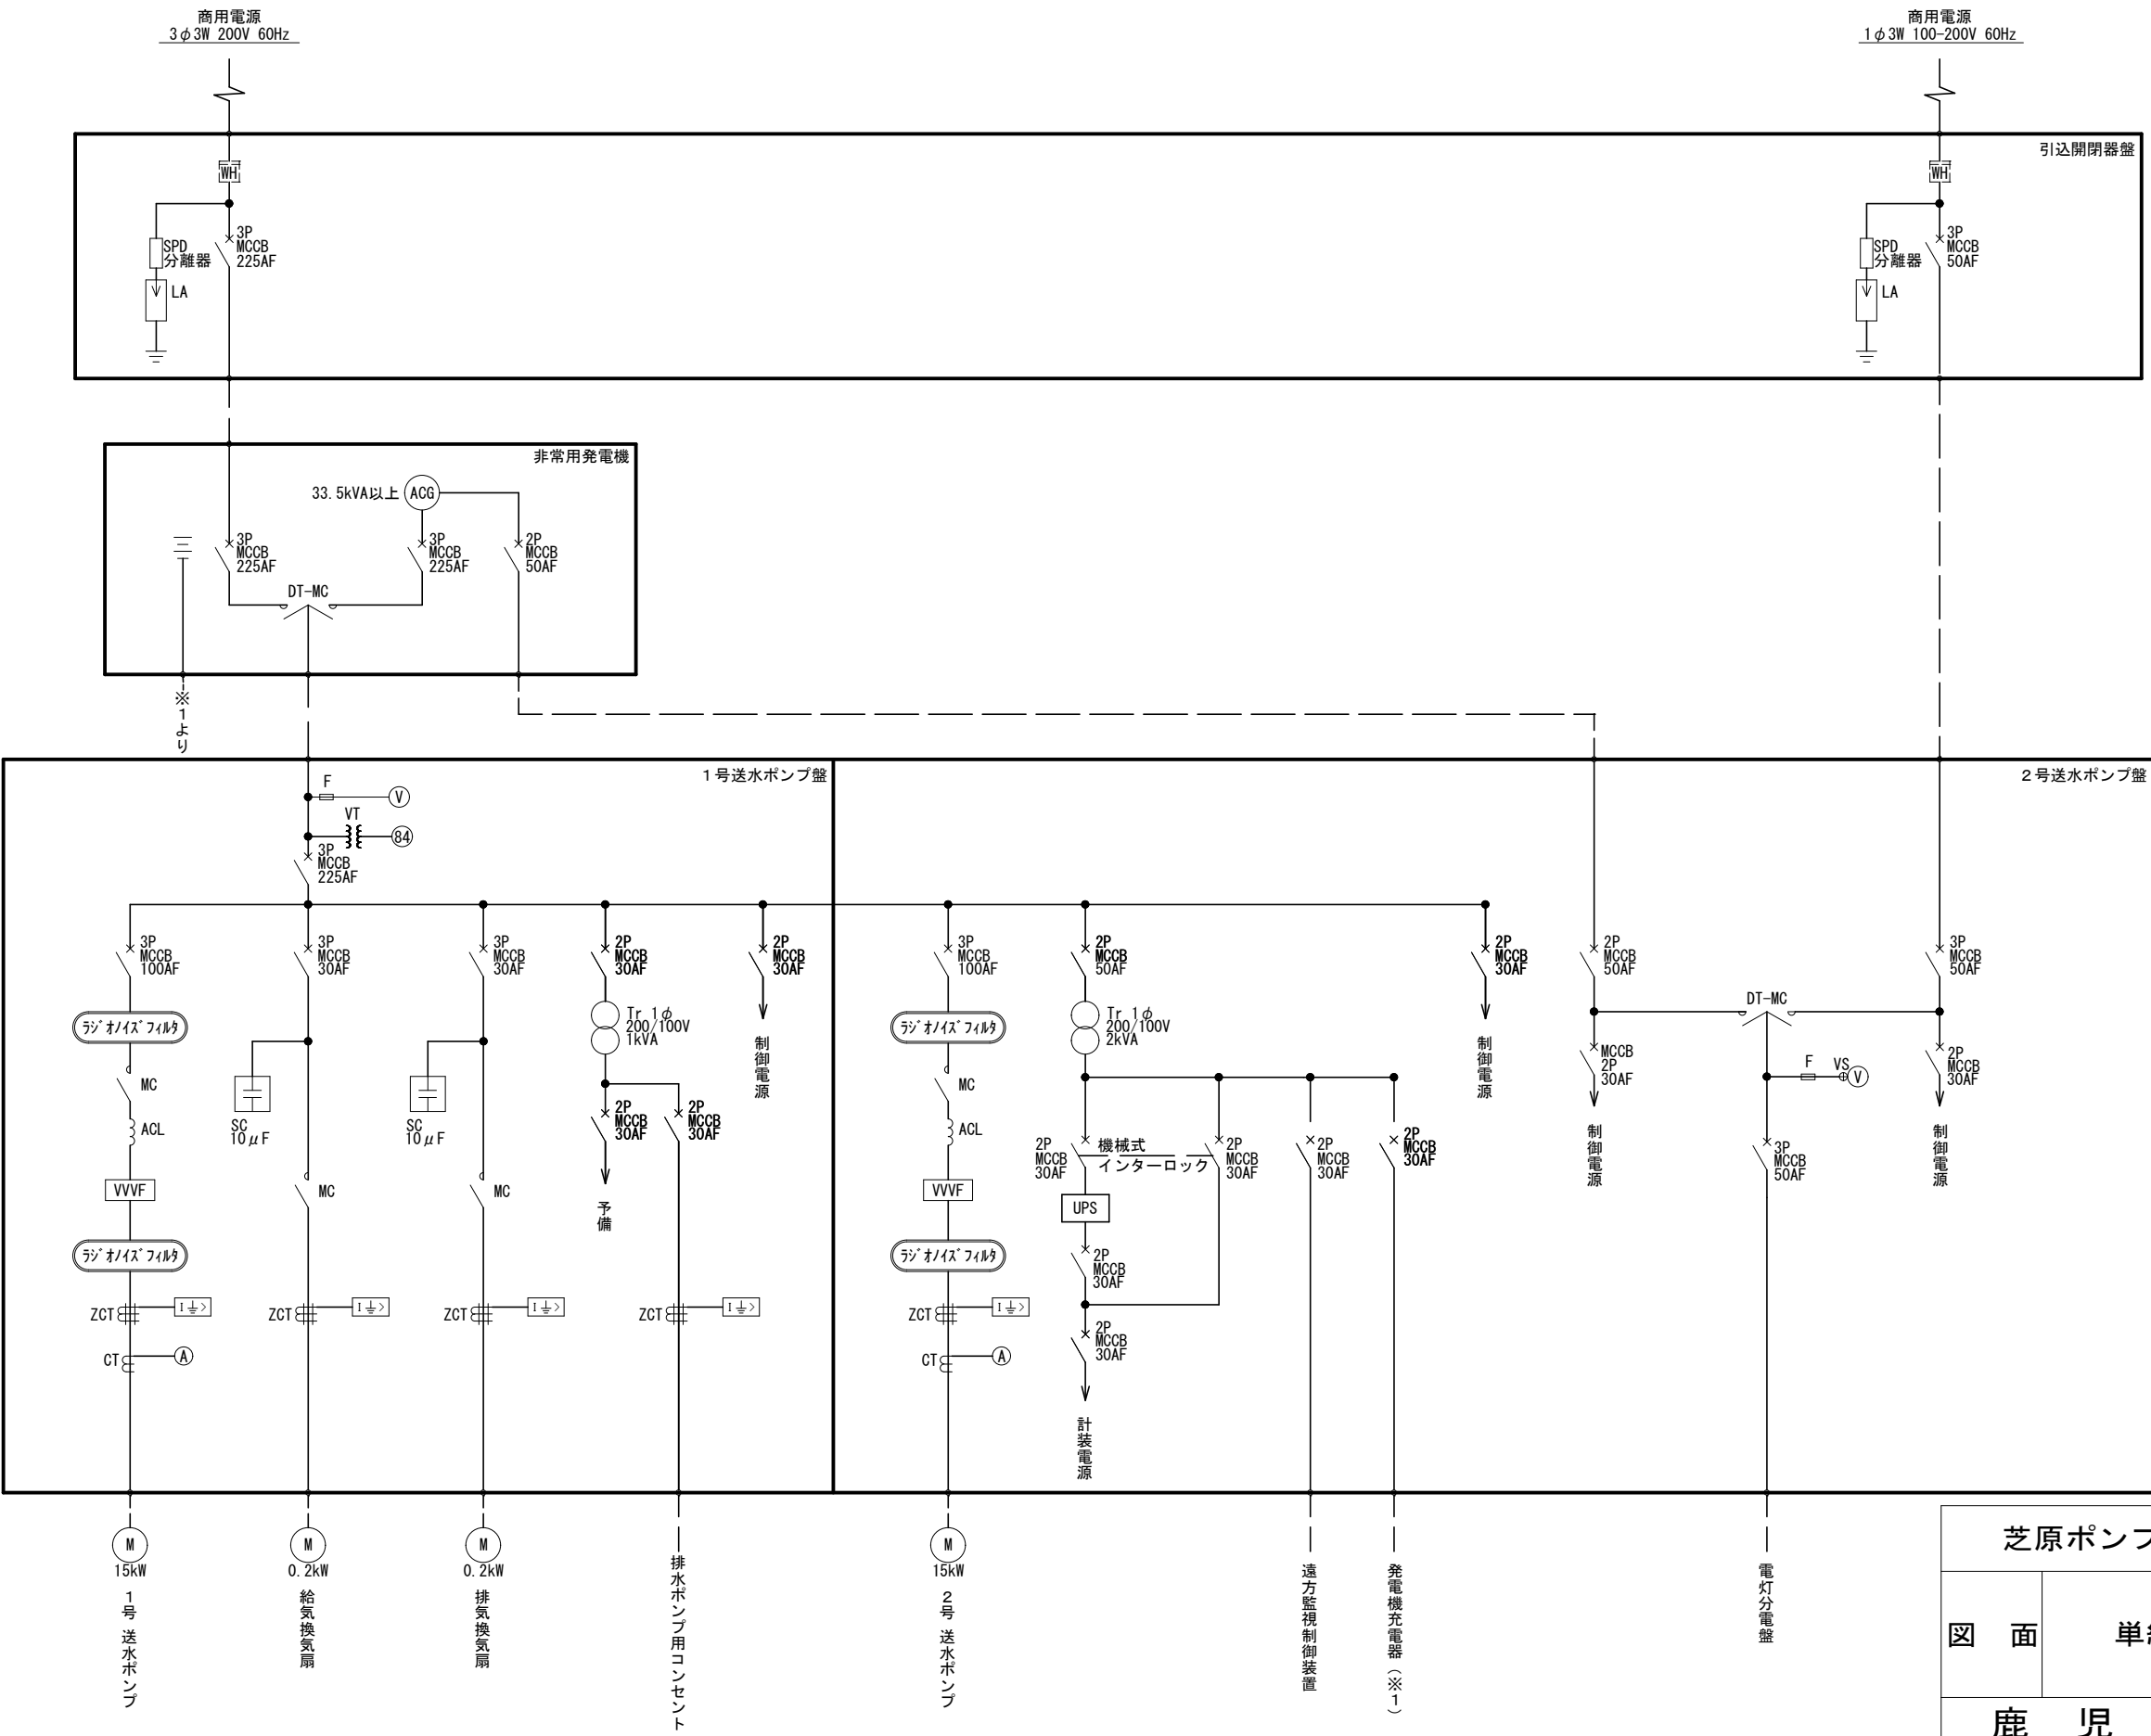 商用電源
3φ3W 200V 60Hz
商用電源
1φ3W 100-200V 60Hz
引込開閉器盤
WH
SPD
分離器
LA
3P
MCCB
225AF
WH
SPD
分離器
LA
3P
MCCB
50AF
非常用発電機
33.5kVA以上
ACG
3P
MCCB
225AF
3P
MCCB
225AF
2P
MCCB
50AF
DT-MC
※1より
1号送水ポンプ盤
2号送水ポンプ盤
F
V
VT
84
3P
MCCB
225AF
3P
MCCB
100AF
3P
MCCB
30AF
3P
MCCB
30AF
2P
MCCB
30AF
2P
MCCB
30AF
3P
MCCB
100AF
2P
MCCB
50AF
2P
MCCB
30AF
2P
MCCB
50AF
3P
MCCB
50AF
ラジオノイズフィルタ
MC
ACL
VVVF
ラジオノイズフィルタ
ZCT
I>
CT
A
SC
10μF
MC
ZCT
I>
SC
10μF
MC
ZCT
I>
Tr 1φ
200/100V
1kVA
2P
MCCB
30AF
予備
2P
MCCB
30AF
ZCT
I>
制御電源
ラジオノイズフィルタ
MC
ACL
VVVF
ラジオノイズフィルタ
ZCT
I>
CT
A
Tr 1φ
200/100V
2kVA
2P
MCCB
30AF
機械式
インターロック
2P
MCCB
30AF
UPS
2P
MCCB
30AF
2P
MCCB
30AF
計装電源
2P
MCCB
30AF
2P
MCCB
30AF
制御電源
DT-MC
MCCB
2P
30AF
制御電源
F
VS
V
3P
MCCB
50AF
2P
MCCB
30AF
制御電源
M
15kW
1号 送水ポンプ
M
0.2kW
給気換気扇
M
0.2kW
排気換気扇
排水ポンプ用コンセント
M
15kW
2号 送水ポンプ
遠方監視制御装置
発電機充電器(※1)
電灯分電盤
芝原ポンプ
図 面
単
鹿 児